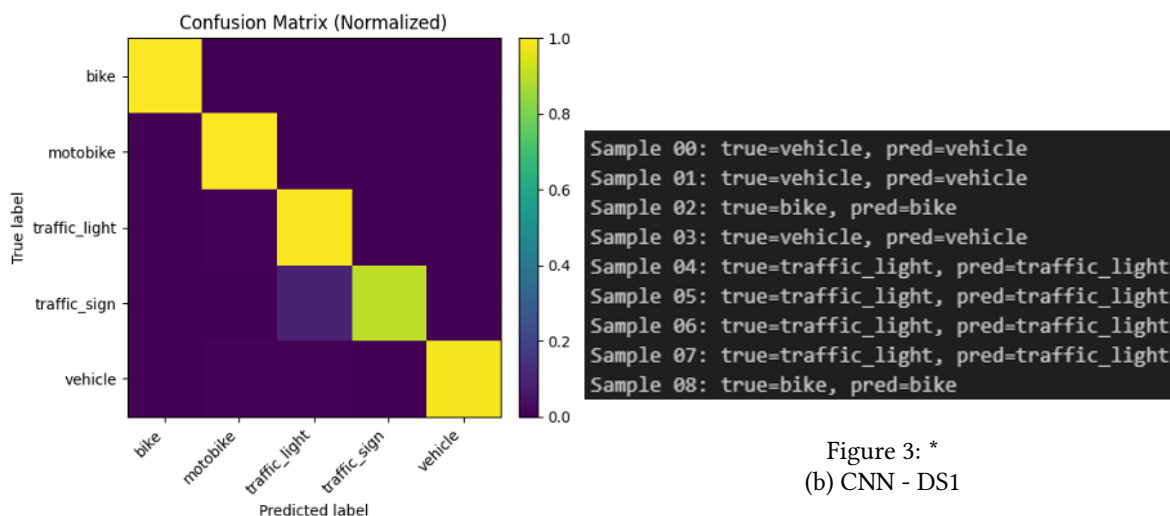 Confusion Matrix (Normalized)
True label
bike
motobike
traffic_light
traffic_sign
vehicle
bike
motobike
traffic_light
traffic_sign
vehicle
Predicted label
1.0
0.8
0.6
0.4
0.2
0.0
Sample 00: true=vehicle, pred=vehicle
Sample 01: true=vehicle, pred=vehicle
Sample 02: true=bike, pred=bike
Sample 03: true=vehicle, pred=vehicle
Sample 04: true=traffic_light, pred=traffic_light
Sample 05: true=traffic_light, pred=traffic_light
Sample 06: true=traffic_light, pred=traffic_light
Sample 07: true=traffic_light, pred=traffic_light
Sample 08: true=bike, pred=bike
Figure 3: *
(b) CNN - DS1